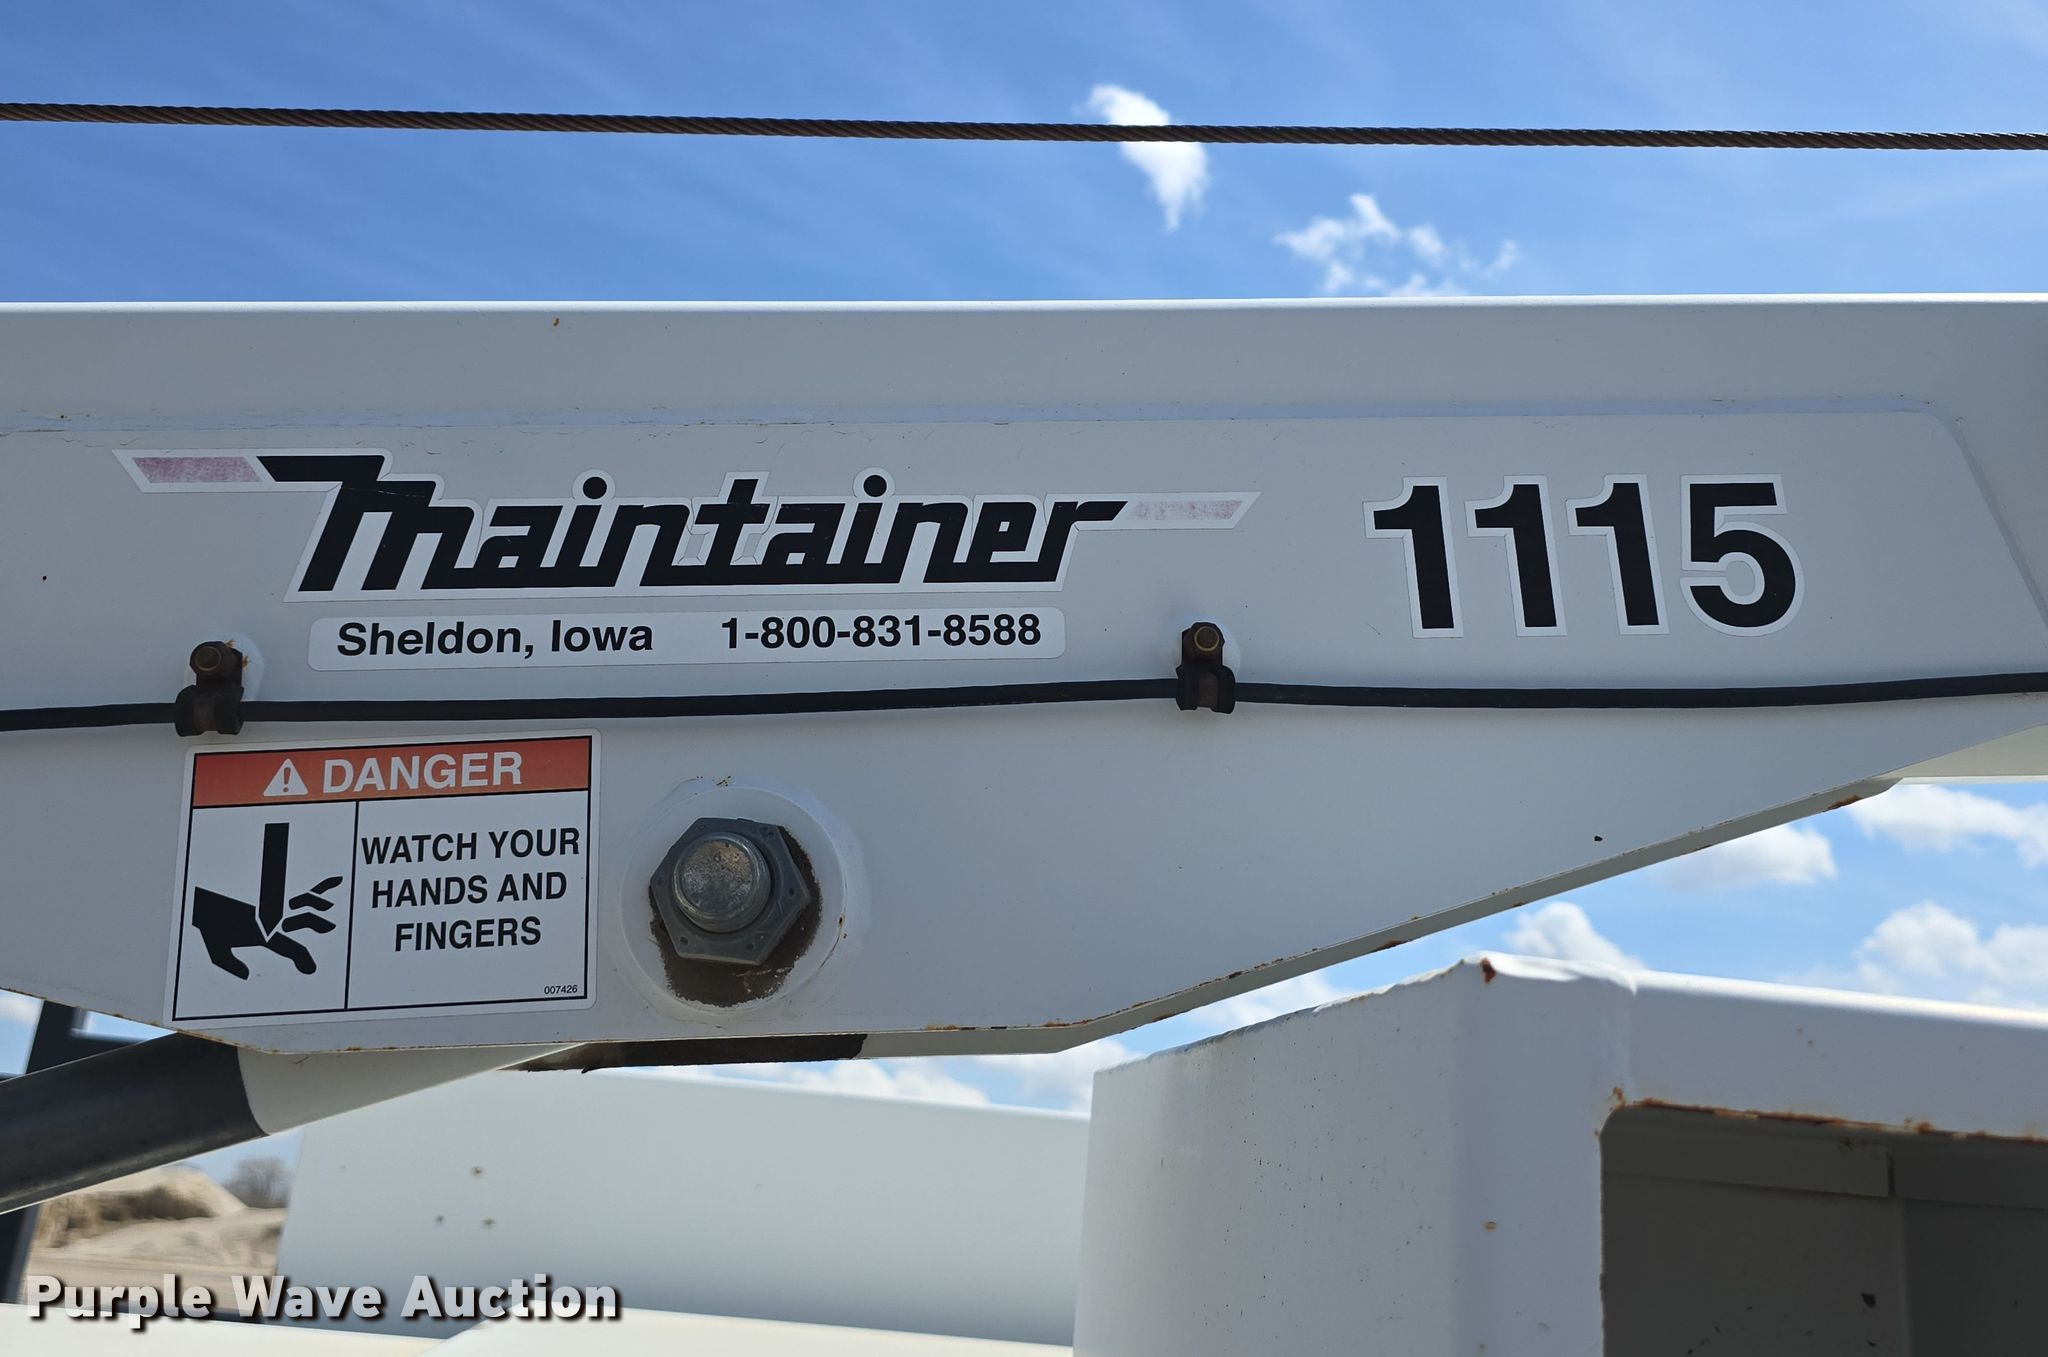 Maintainer 1115
Sheldon, Iowa 1-800-831-8588
DANGER
WATCH YOUR
HANDS AND
FINGERS
007426
Purple Wave Auction